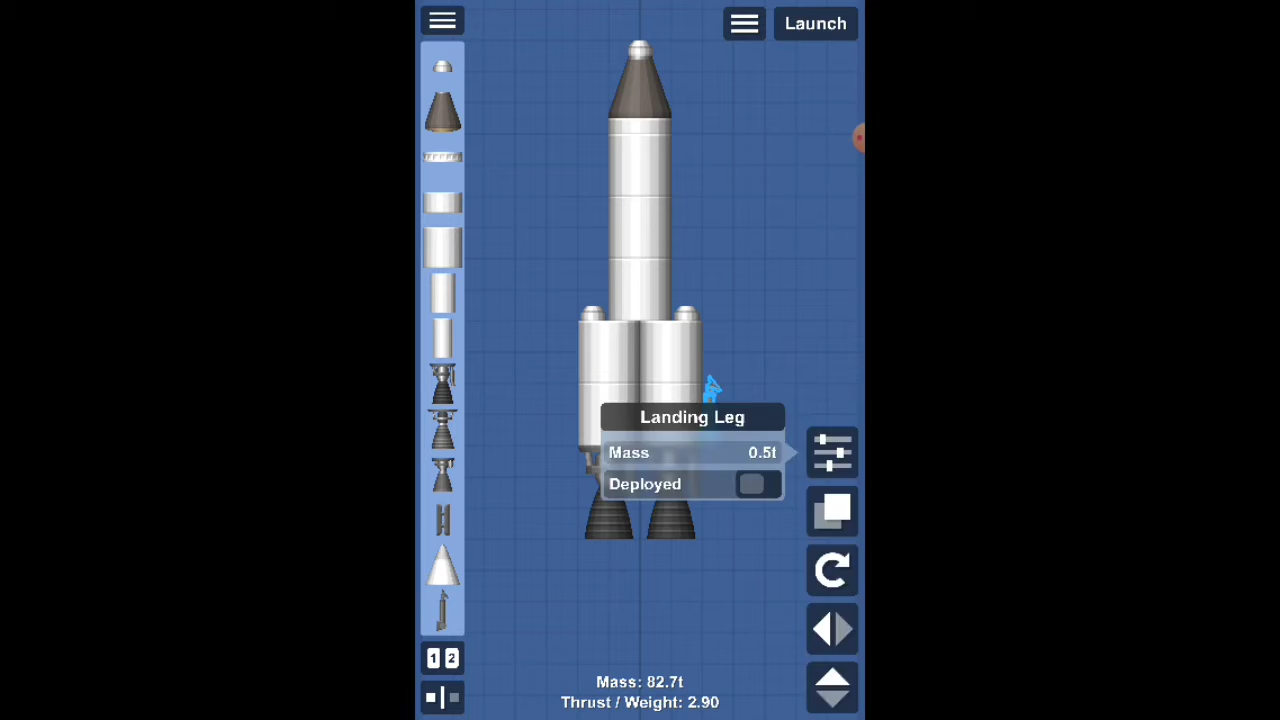 Launch
Landing Leg
Mass 0.5t
Deployed
1 2
Mass: 82.7t
Thrust / Weight: 2.90